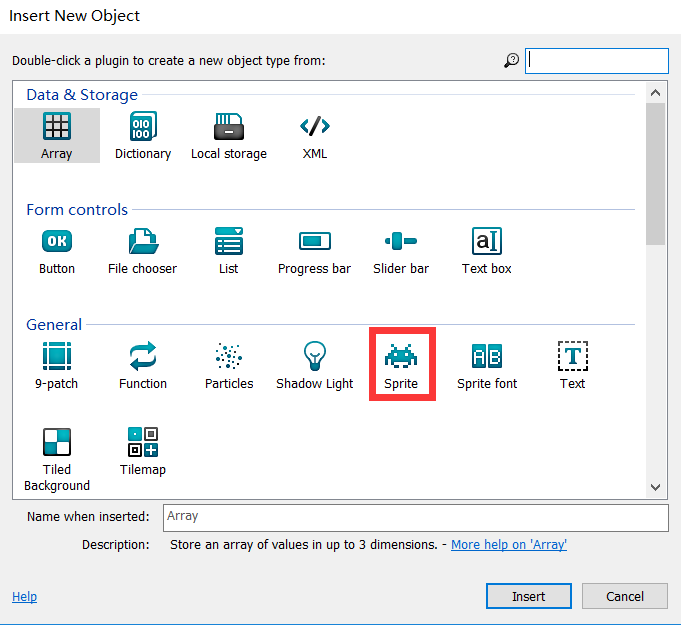 Insert New Object
Double-click a plugin to create a new object type from:
Data & Storage
Array Dictionary Local storage XML
Form controls
OK aI
Button File chooser List Progress bar Slider bar Text box
General
AB T
9-patch Function Particles Shadow Light Sprite Sprite font Text
Tiled Background Tilemap
Name when inserted: Array
Description: Store an array of values in up to 3 dimensions. - More help on 'Array'
Help Insert Cancel